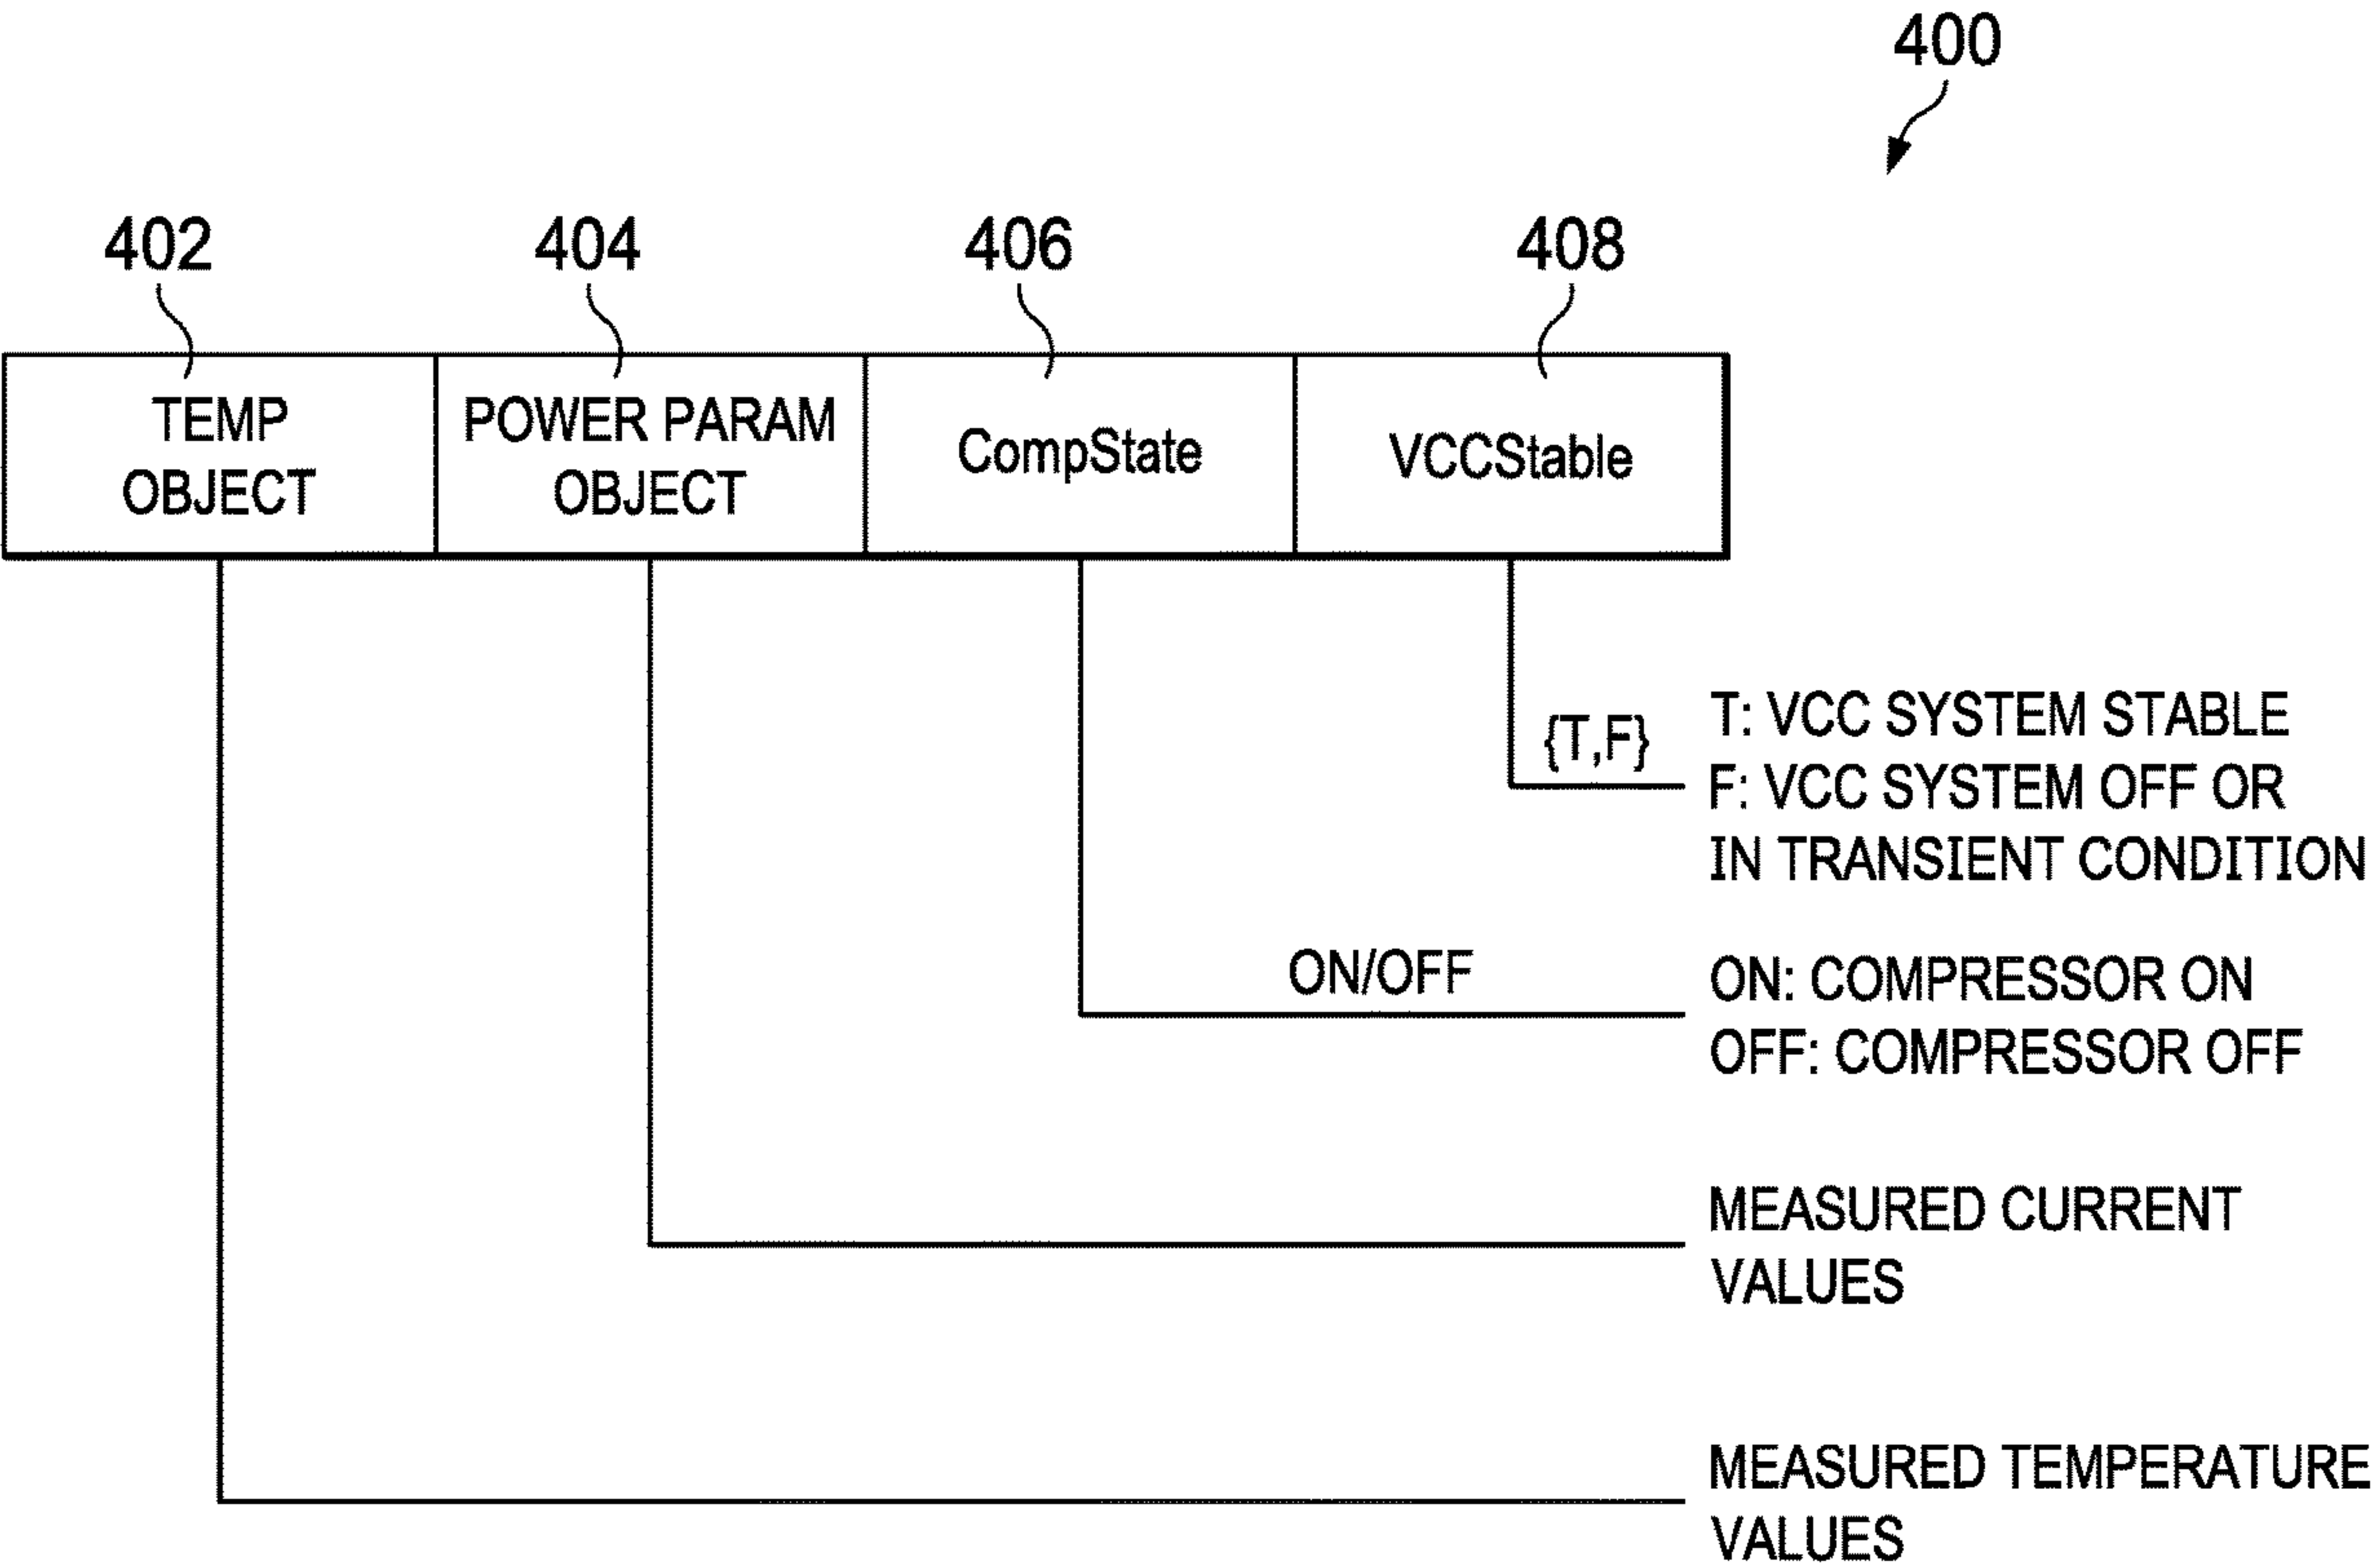 400
402 404 406 408
TEMP OBJECT
POWER PARAM OBJECT
CompState
VCCStable
{T,F}
T: VCC SYSTEM STABLE
F: VCC SYSTEM OFF OR
IN TRANSIENT CONDITION
ON/OFF
ON: COMPRESSOR ON
OFF: COMPRESSOR OFF
MEASURED CURRENT
VALUES
MEASURED TEMPERATURE
VALUES